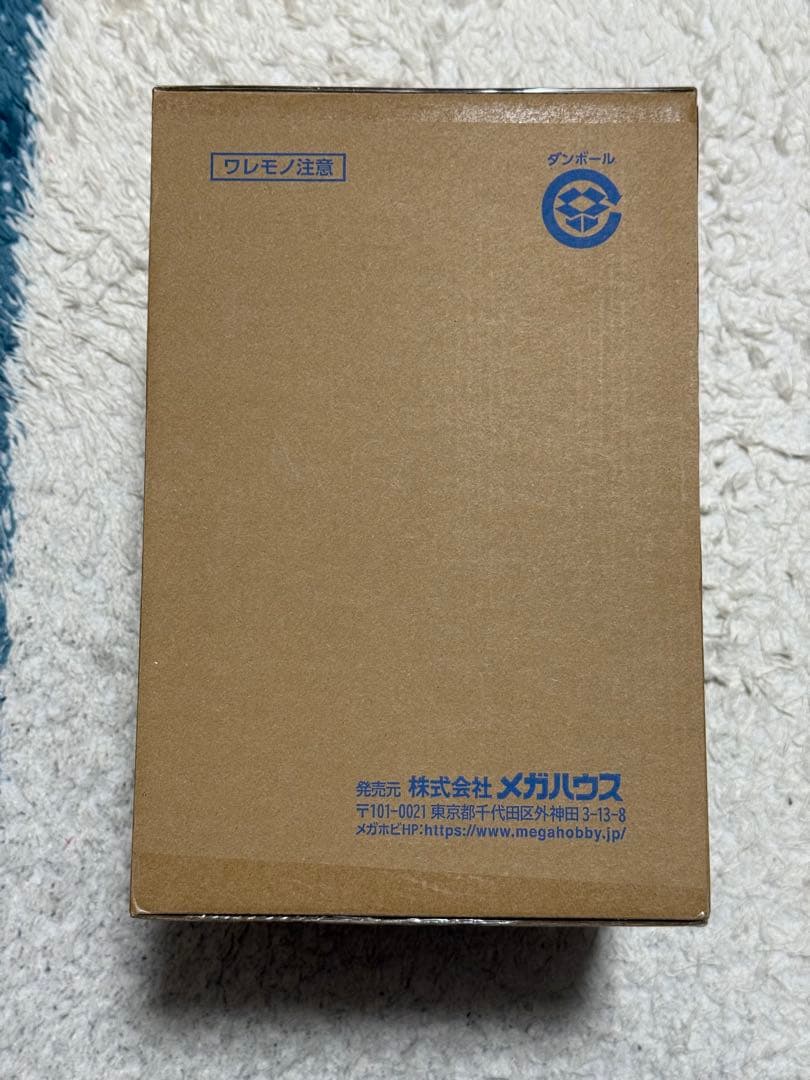 ワレモノ注意
ダンボール
発売元 株式会社 メガハウス
〒101-0021 東京都千代田区外神田 3-13-8
メガホビHP:https://www.megahobby.jp/